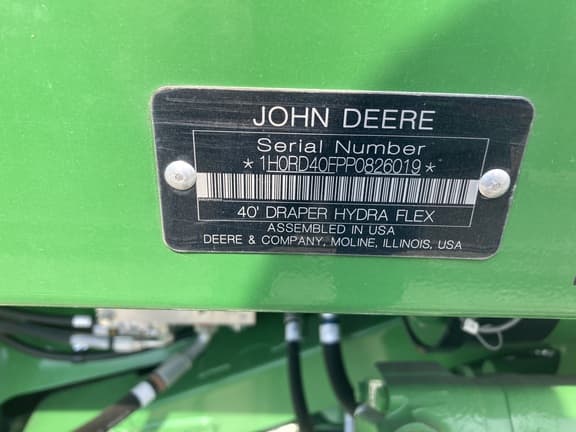 JOHN DEERE
Serial Number
*1H0RD40FPP0826019*
40' DRAPER HYDRA FLEX
ASSEMBLED IN USA
DEERE & COMPANY, MOLINE, ILLINOIS, USA